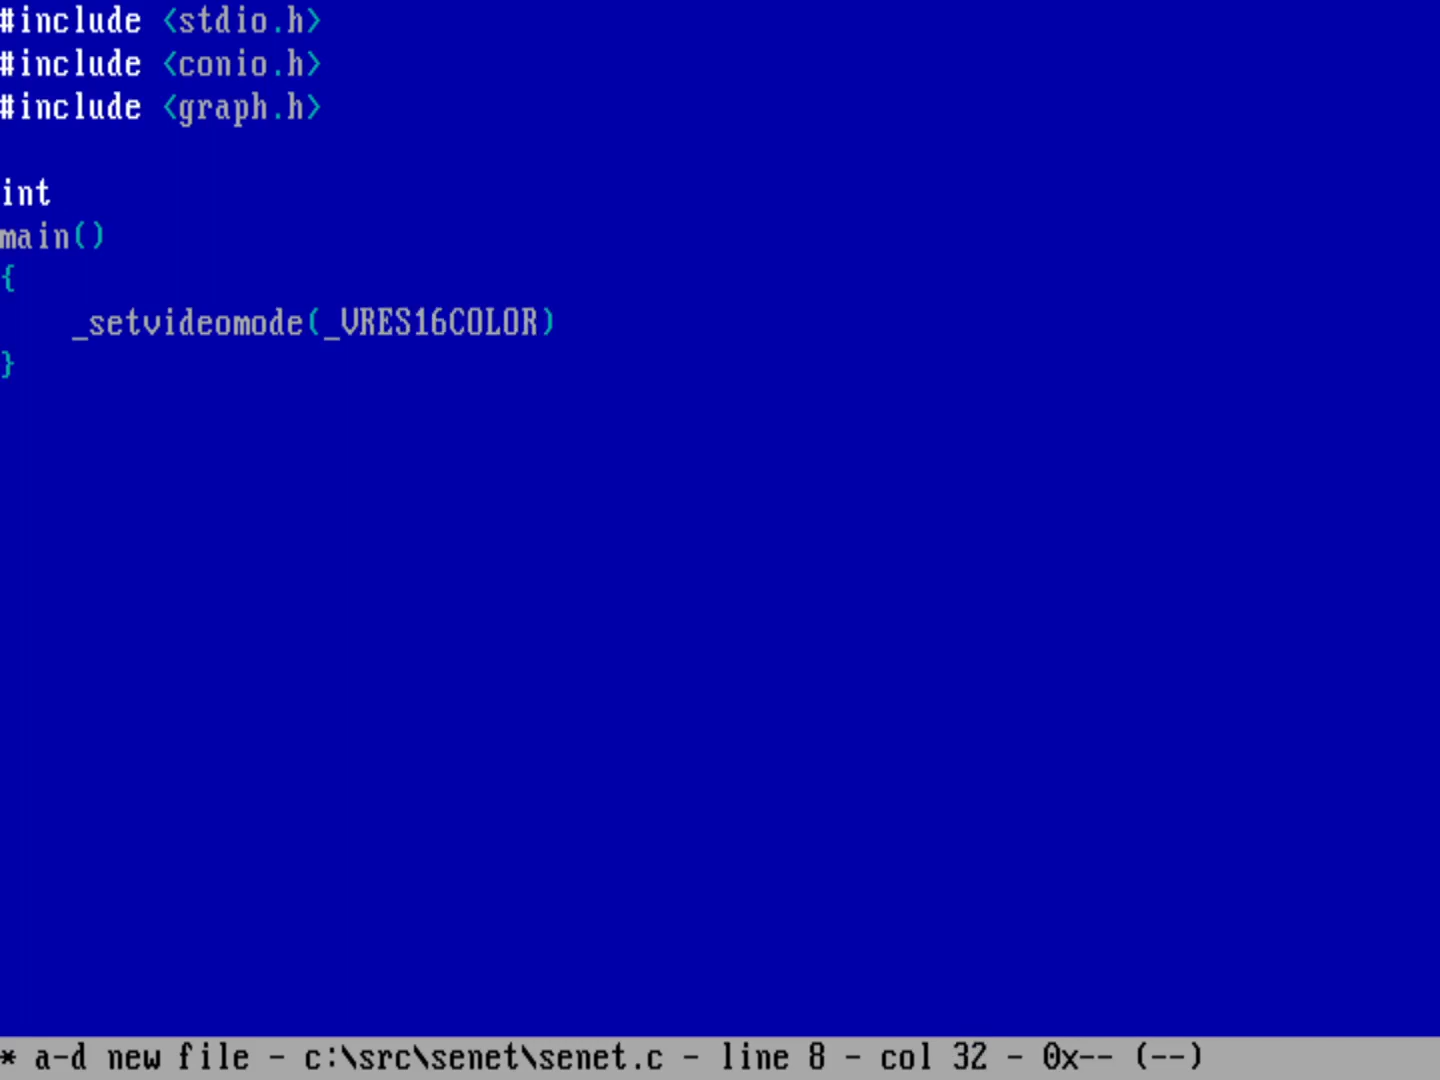 #include <stdio.h>
#include <conio.h>
#include <graph.h>

int
main()
{
    _setvideomode(_VRES16COLOR)
}
* a-d new file - c:\src\senet\senet.c - line 8 - col 32 - 0x-- (--)